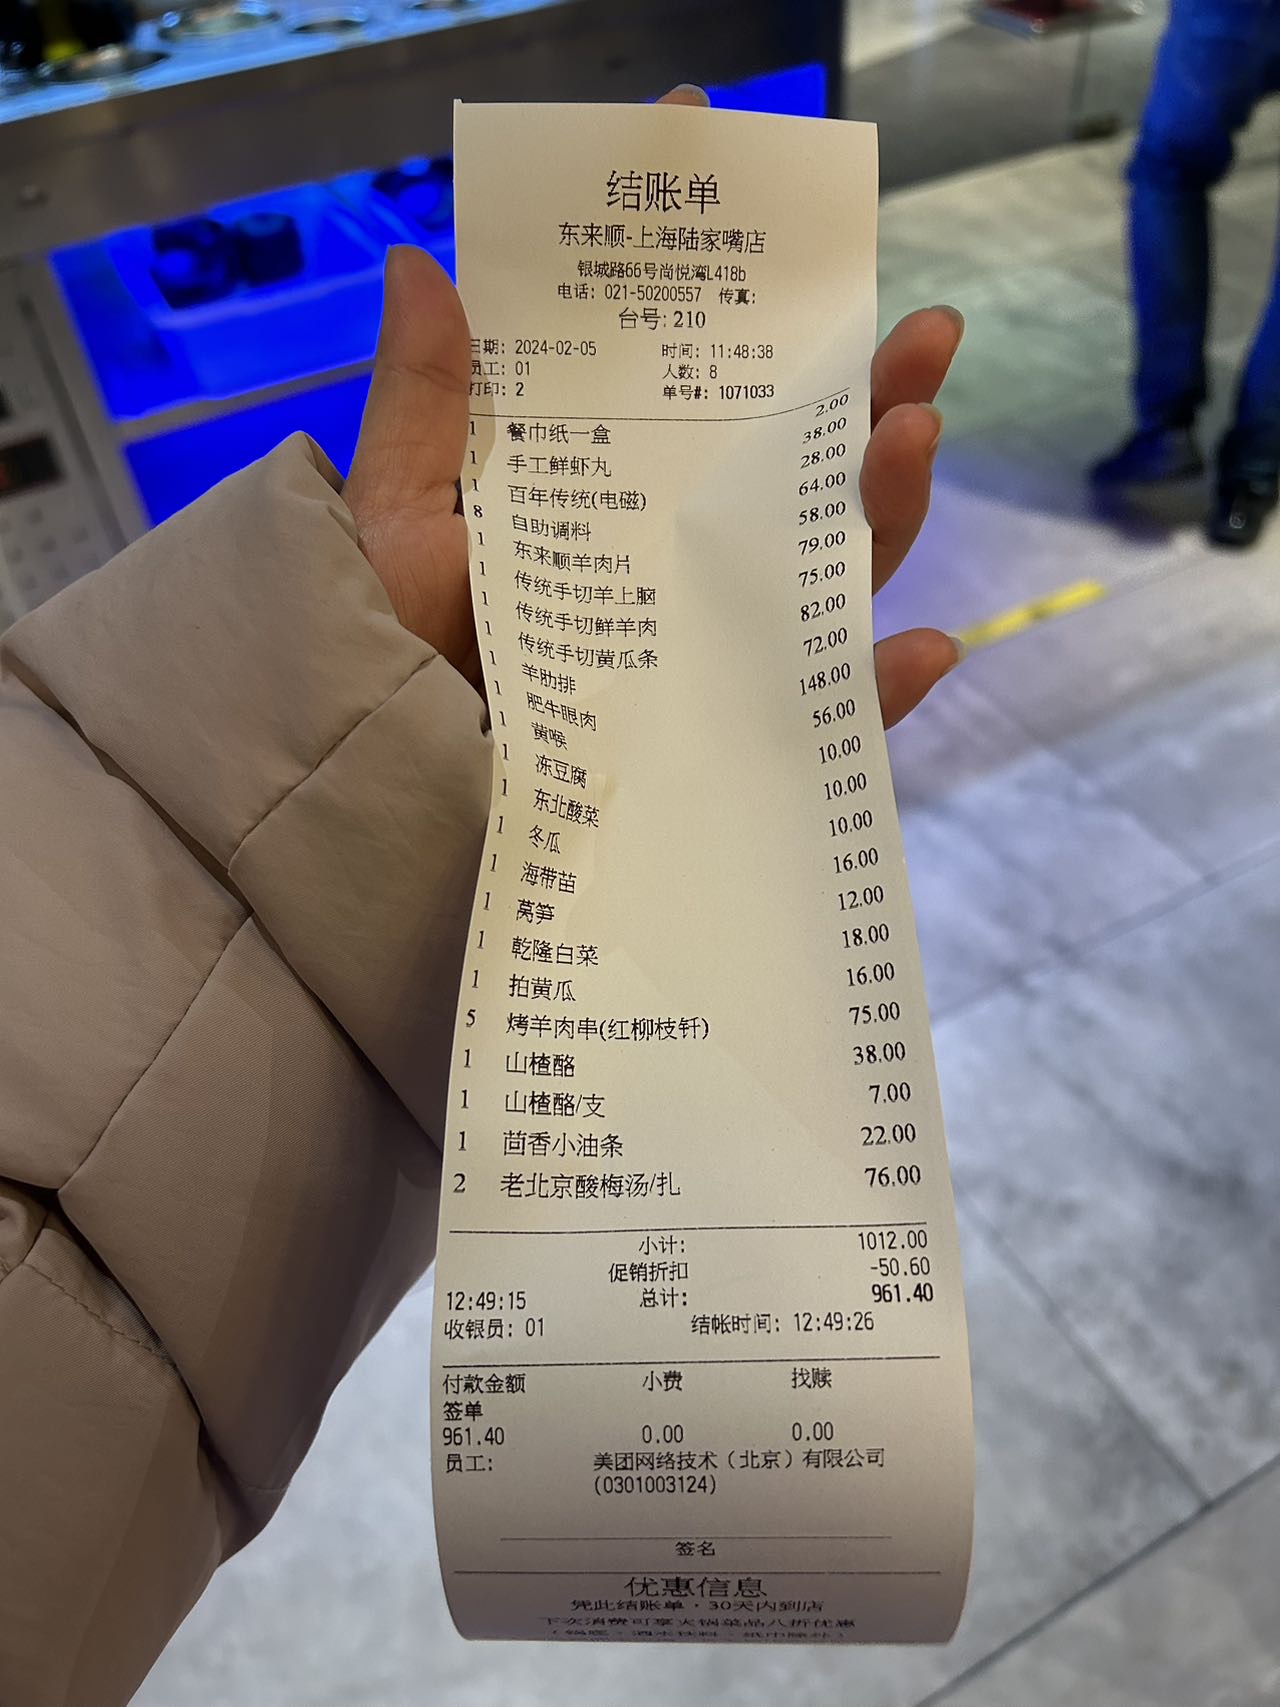 结账单
东来顺-上海陆家嘴店
银城路66号尚悦湾L418b
电话: 021-50200557 传真:
台号: 210
日期: 2024-02-05 时间: 11:48:38
员工: 01 人数: 8
打印: 2 单号#: 1071033
1 餐巾纸一盒 2.00
1 手工鲜虾丸 38.00
1 百年传统(电磁) 28.00
8 自助调料 64.00
1 东来顺羊肉片 58.00
1 传统手切羊上脑 79.00
1 传统手切鲜羊肉 75.00
1 传统手切黄瓜条 82.00
1 羊肋排 72.00
1 肥牛眼肉 148.00
1 黄喉 56.00
1 冻豆腐 10.00
1 东北酸菜 10.00
1 冬瓜 10.00
1 海带苗 16.00
1 莴笋 12.00
1 乾隆白菜 18.00
1 拍黄瓜 16.00
5 烤羊肉串(红柳枝钎) 75.00
1 山楂酪 38.00
1 山楂酪/支 7.00
1 茴香小油条 22.00
2 老北京酸梅汤/扎 76.00
小计: 1012.00
促销折扣 -50.60
12:49:15 总计: 961.40
收银员: 01 结帐时间: 12:49:26
付款金额 小费 找赎
签单
961.40 0.00 0.00
员工: 美团网络技术（北京）有限公司
(0301003124)
签名
优惠信息
凭此结账单，30天内到店
下次消费可享火锅菜品八折优惠